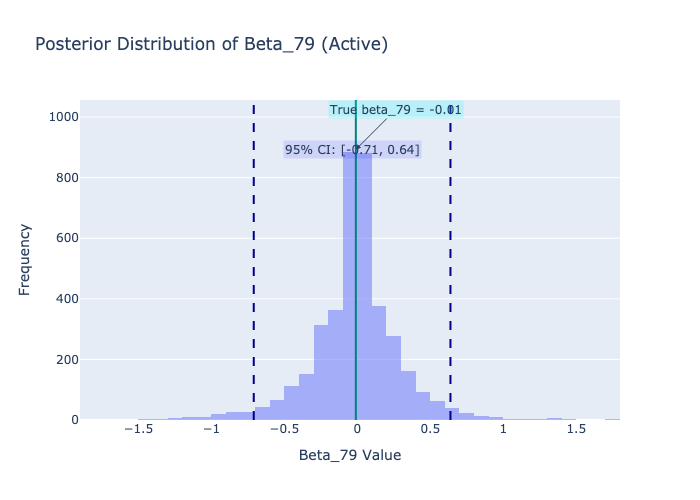 Posterior Distribution of Beta_79 (Active)
True beta_79 = -0.01
95% CI: [-0.71, 0.64]
1000
800
600
400
200
0
Frequency
−1.5
−1
−0.5
0
0.5
1
1.5
Beta_79 Value